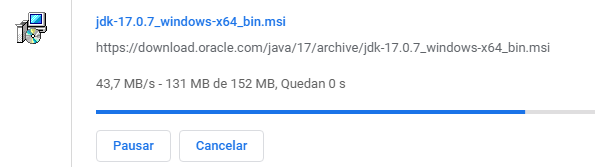 jdk-17.0.7_windows-x64_bin.msi
https://download.oracle.com/java/17/archive/jdk-17.0.7_windows-x64_bin.msi
43,7 MB/s - 131 MB de 152 MB, Quedan 0 s
Pausar Cancelar